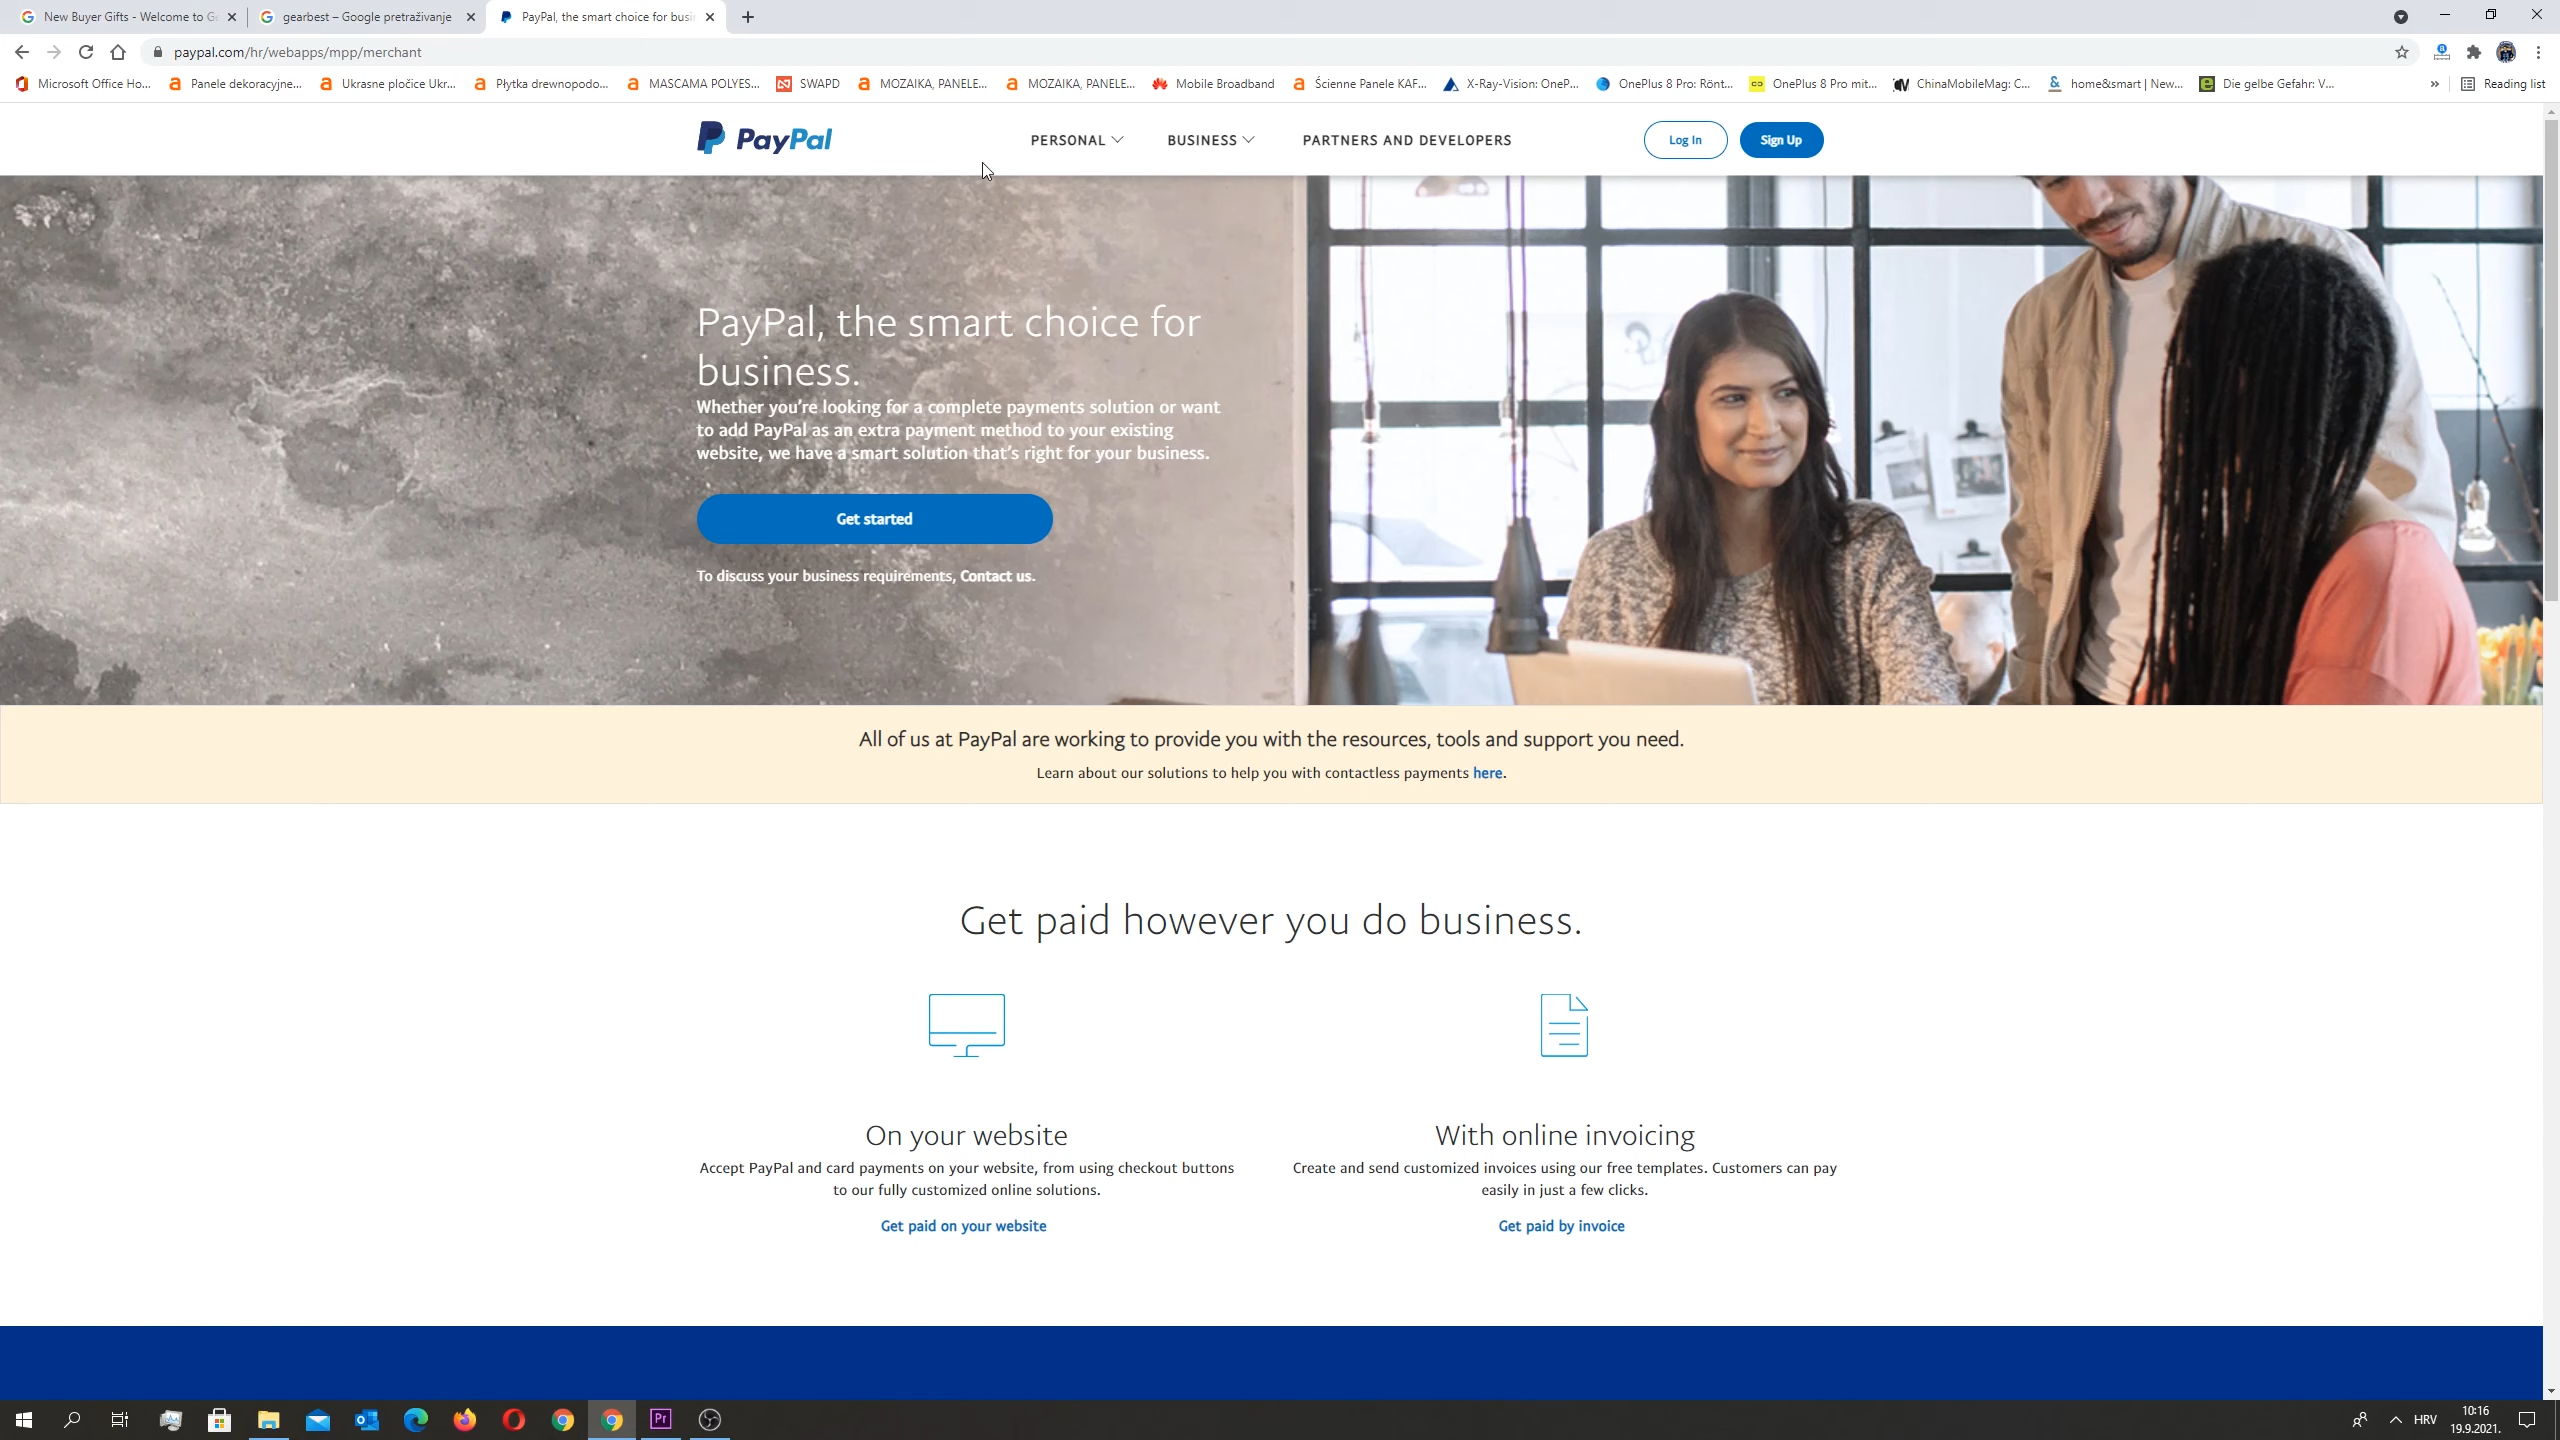 New Buyer Gifts - Welcome to Ge
gearbest – Google pretraživanje
PayPal, the smart choice for busi
paypal.com/hr/webapps/mpp/merchant
Microsoft Office Ho...
Panele dekoracyjne...
Ukrasne pločice Ukr...
Płytka drewnopodo...
MASCAMA POLYES...
SWAPD
MOZAIKA, PANELE...
MOZAIKA, PANELE...
Mobile Broadband
Ścienne Panele KAF...
X-Ray-Vision: OneP...
OnePlus 8 Pro: Rönt...
OnePlus 8 Pro mit...
ChinaMobileMag: C...
home&smart | New...
Die gelbe Gefahr: V...
»
Reading list
PayPal
PERSONAL
BUSINESS
PARTNERS AND DEVELOPERS
Log In
Sign Up
PayPal, the smart choice for
business.
Whether you’re looking for a complete payments solution or want
to add PayPal as an extra payment method to your existing
website, we have a smart solution that’s right for your business.
Get started
To discuss your business requirements, Contact us.
All of us at PayPal are working to provide you with the resources, tools and support you need.
Learn about our solutions to help you with contactless payments here.
Get paid however you do business.
On your website
Accept PayPal and card payments on your website, from using checkout buttons
to our fully customized online solutions.
Get paid on your website
With online invoicing
Create and send customized invoices using our free templates. Customers can pay
easily in just a few clicks.
Get paid by invoice
Pr
HRV
10:16
19.9.2021.